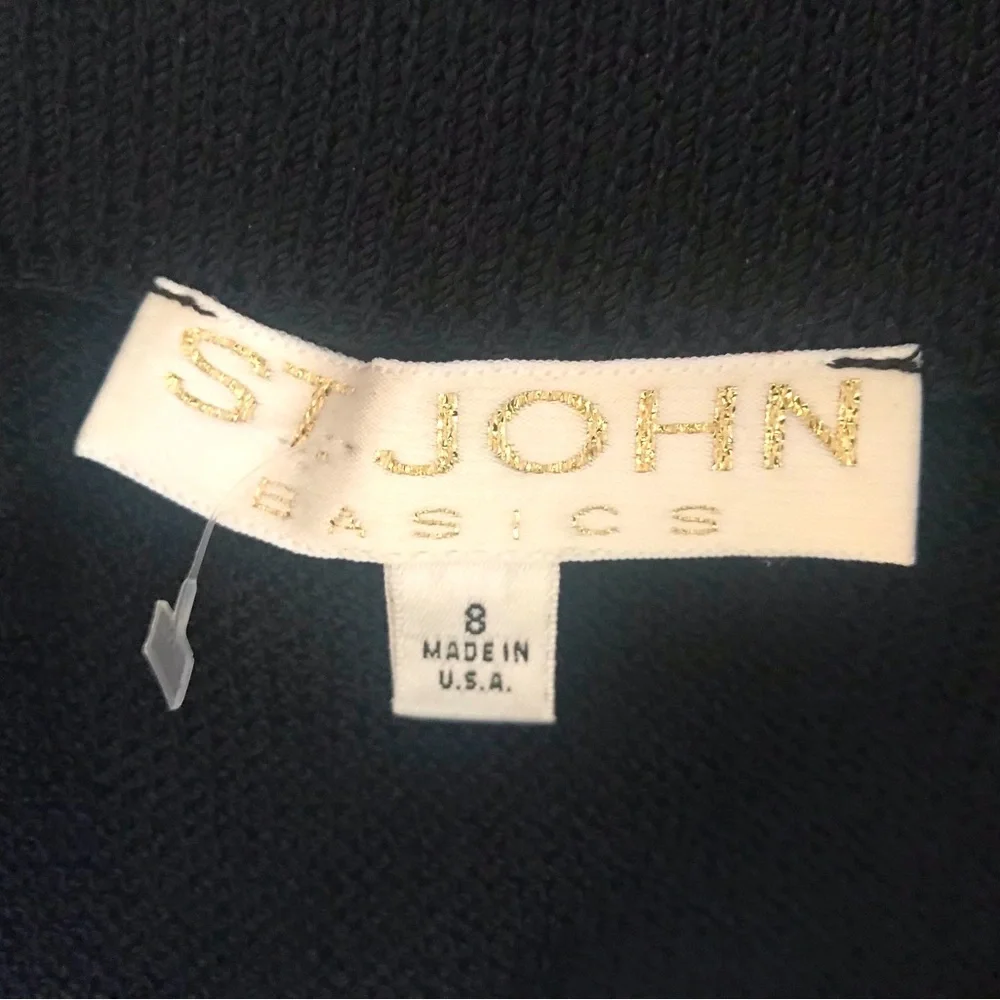 ST. JOHN
BASICS
8
MADE IN
U.S.A.